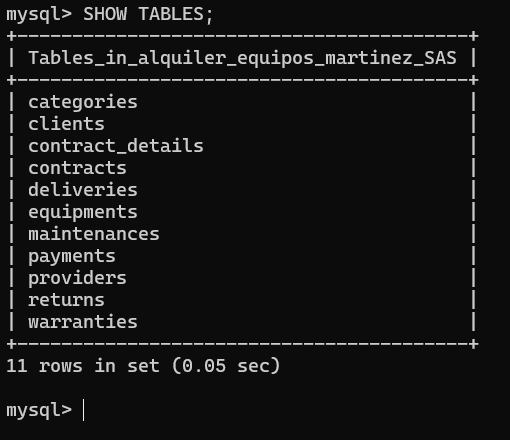 mysql> SHOW TABLES;
+-----------------------------------------+
| Tables_in_alquiler_equipos_martinez_SAS |
+-----------------------------------------+
| categories                              |
| clients                                 |
| contract_details                        |
| contracts                               |
| deliveries                              |
| equipments                              |
| maintenances                            |
| payments                                |
| providers                               |
| returns                                 |
| warranties                              |
+-----------------------------------------+
11 rows in set (0.05 sec)

mysql>